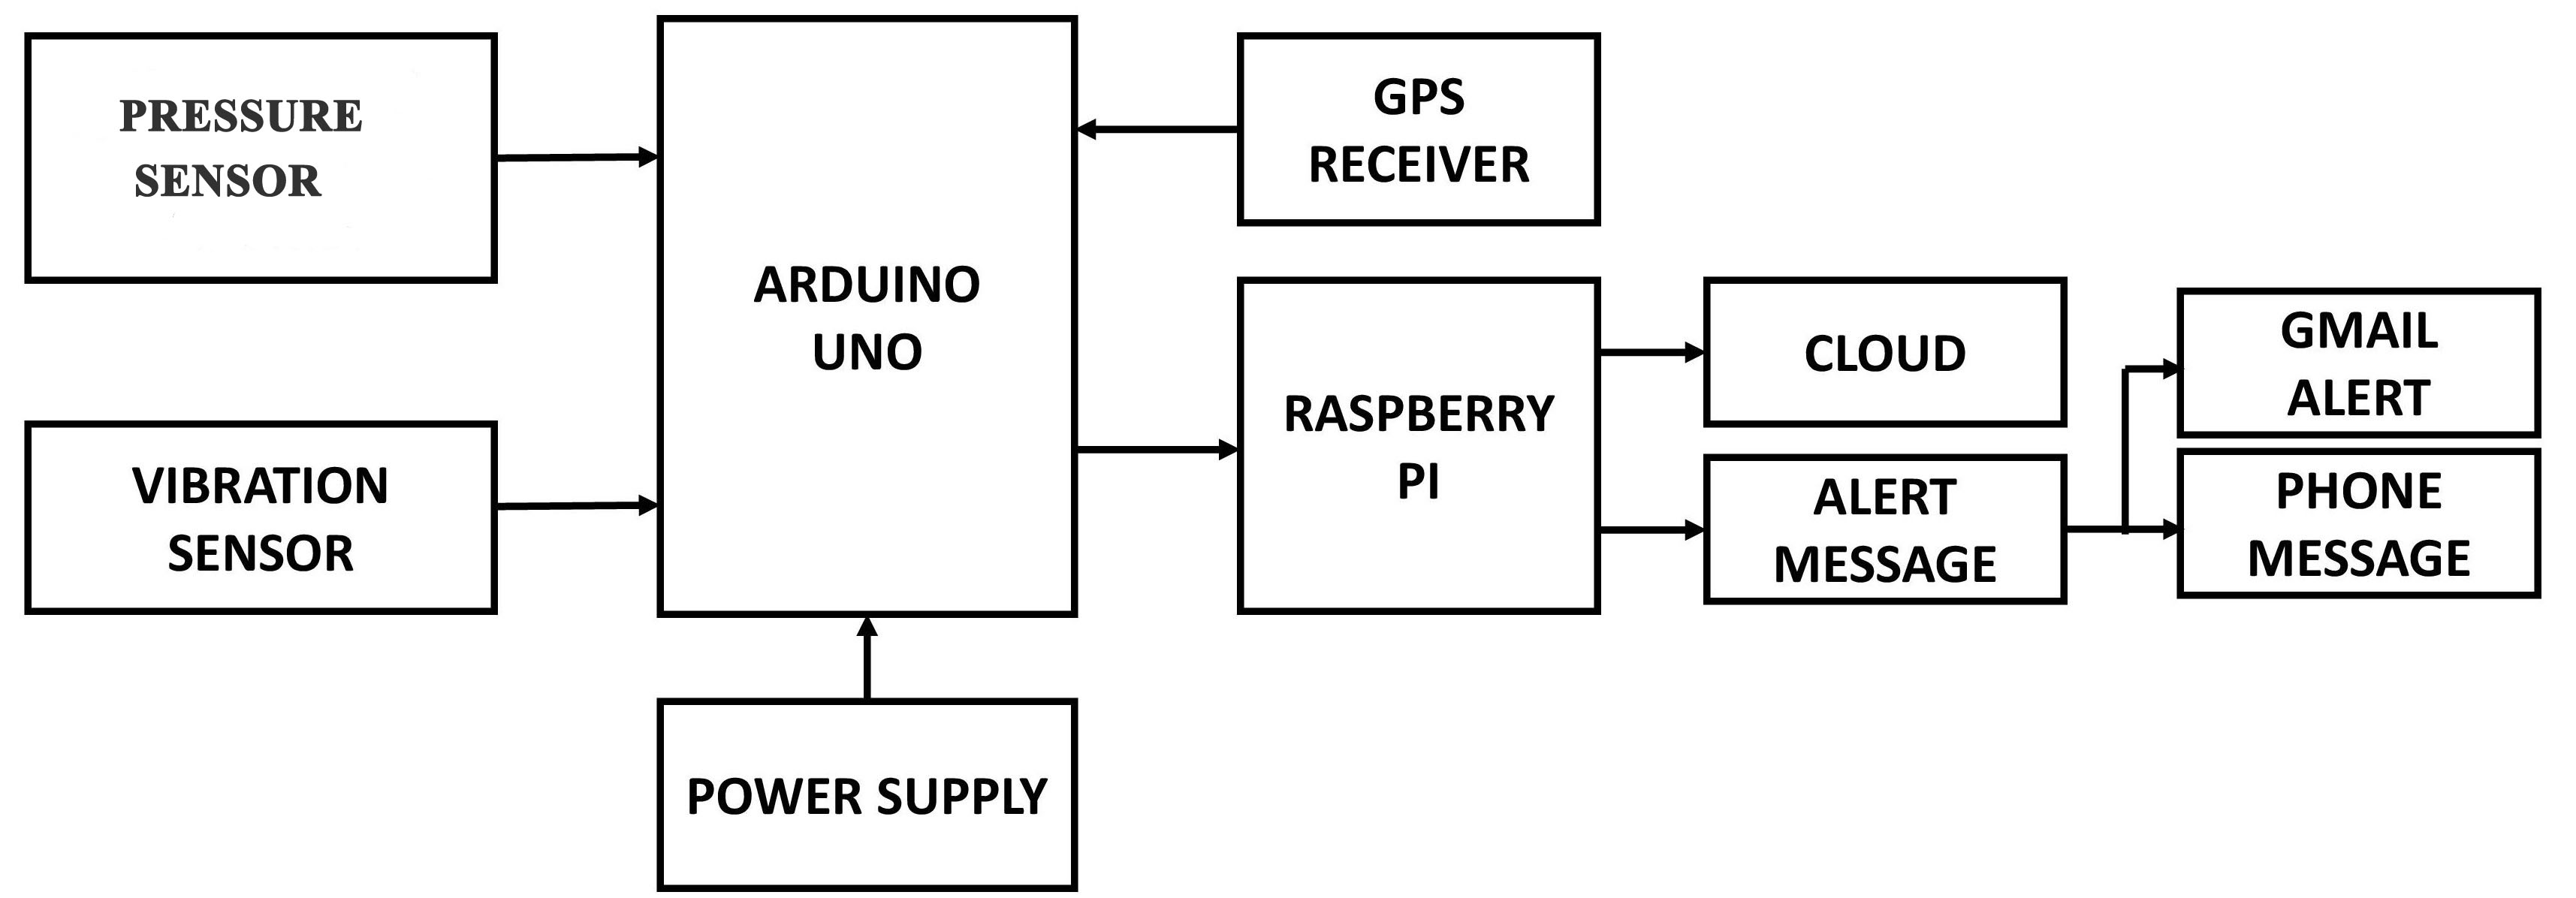 PRESSURE
SENSOR
VIBRATION
SENSOR
ARDUINO
UNO
POWER SUPPLY
GPS
RECEIVER
RASPBERRY
PI
CLOUD
ALERT
MESSAGE
GMAIL
ALERT
PHONE
MESSAGE